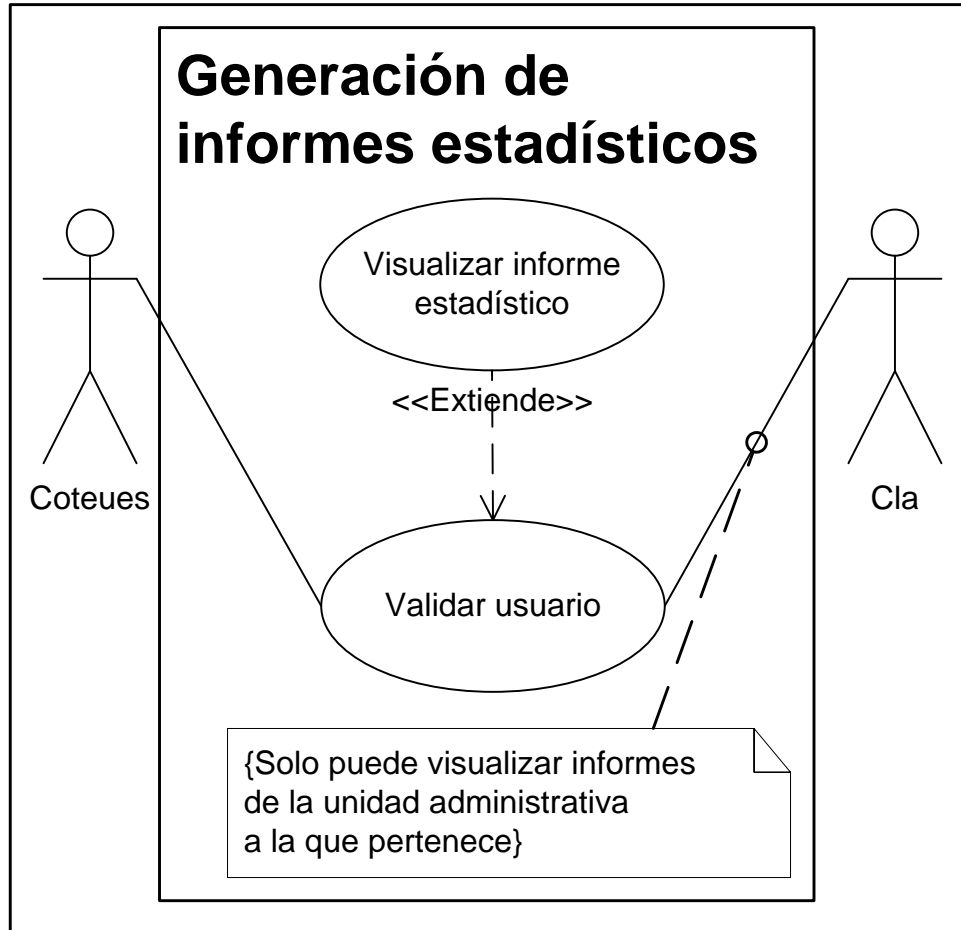 Generación de
informes estadísticos
Visualizar informe
estadístico
<<Extiende>>
Coteues
Cla
Validar usuario
{Solo puede visualizar informes
de la unidad administrativa
a la que pertenece}